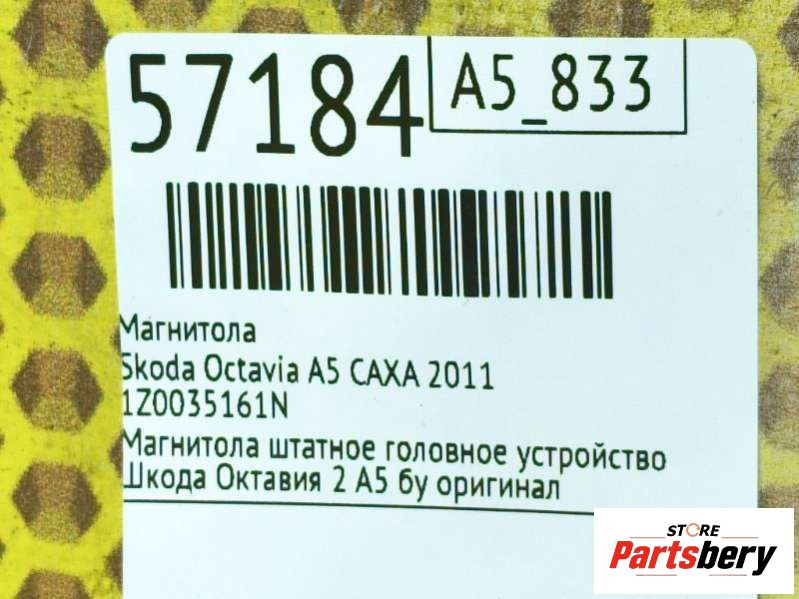 57184
A5_833
Магнитола
Skoda Octavia A5 CAXA 2011
1Z0035161N
Магнитола штатное головное устройство
Шкода Октавия 2 А5 бу оригинал
STORE
Partsbery